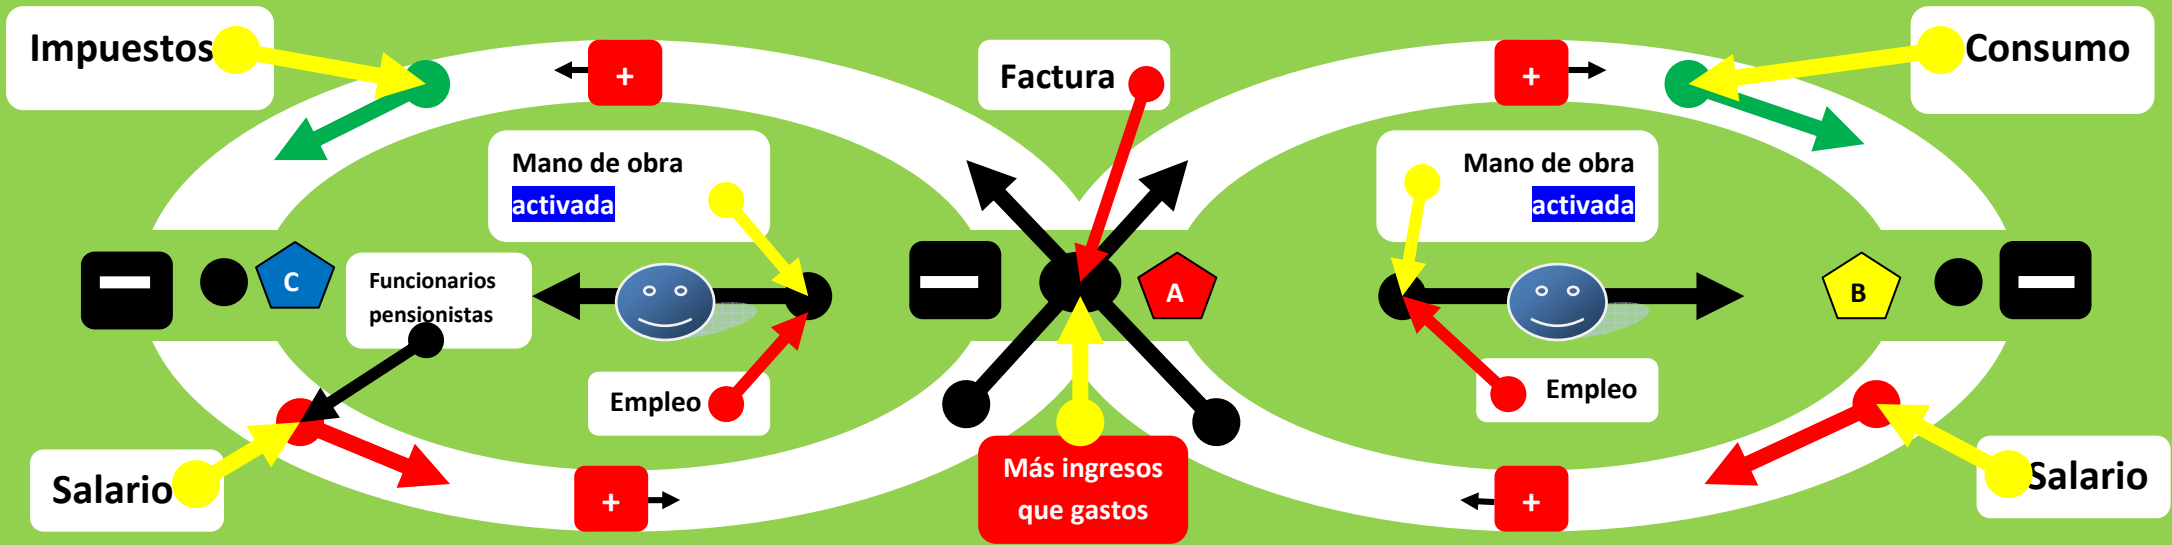 Impuestos
+
Factura
+
Consumo
Mano de obra
activada
Mano de obra
activada
C
Funcionarios
pensionistas
A
B
Empleo
Empleo
Salario
+
Más ingresos
que gastos
+
Salario